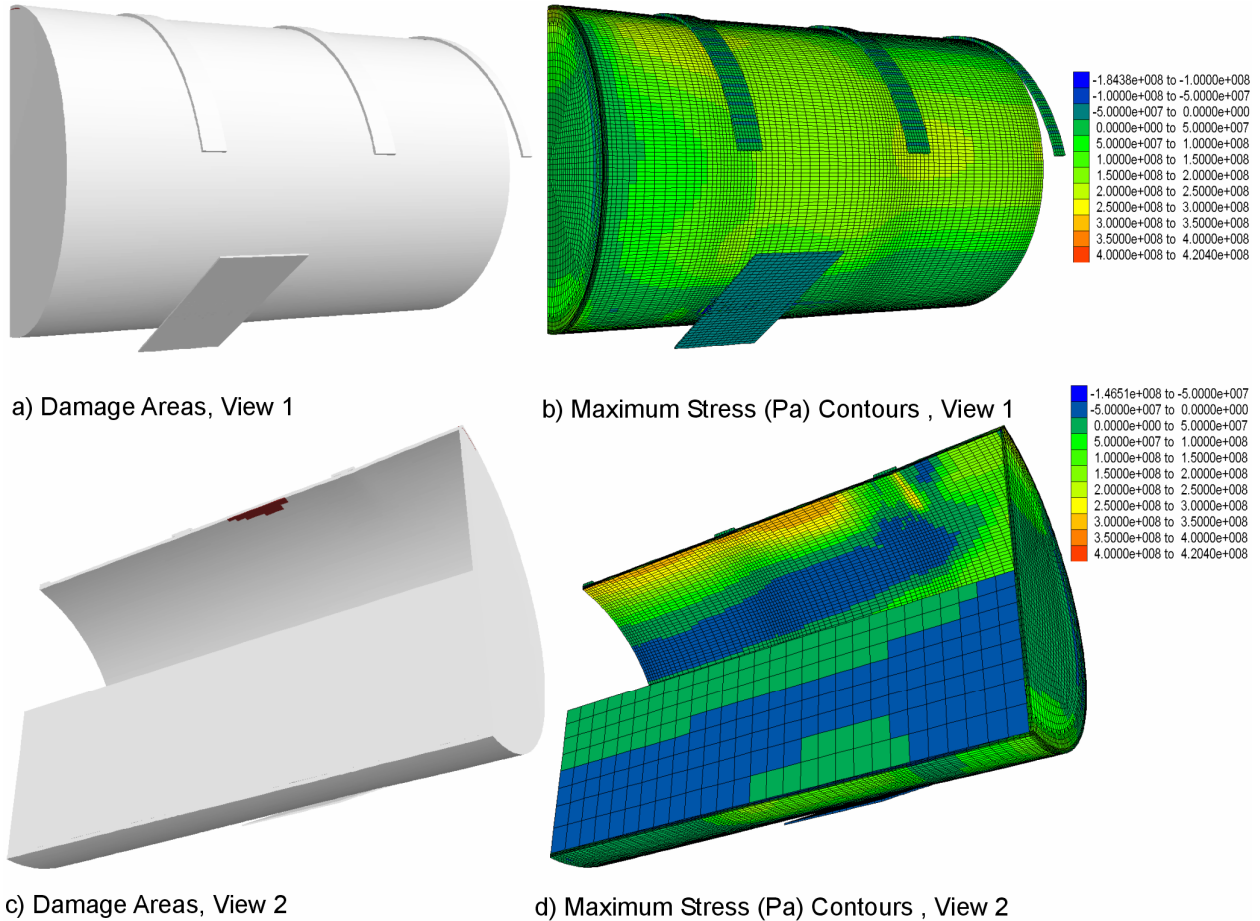 -1.8438e+008 to -1.0000e+008
-1.0000e+008 to -5.0000e+007
-5.0000e+007 to 0.0000e+000
0.0000e+000 to 5.0000e+007
5.0000e+007 to 1.0000e+008
1.0000e+008 to 1.5000e+008
1.5000e+008 to 2.0000e+008
2.0000e+008 to 2.5000e+008
2.5000e+008 to 3.0000e+008
3.0000e+008 to 3.5000e+008
3.5000e+008 to 4.0000e+008
4.0000e+008 to 4.2040e+008
a) Damage Areas, View 1
b) Maximum Stress (Pa) Contours , View 1
-1.4651e+008 to -5.0000e+007
-5.0000e+007 to 0.0000e+000
0.0000e+000 to 5.0000e+007
5.0000e+007 to 1.0000e+008
1.0000e+008 to 1.5000e+008
1.5000e+008 to 2.0000e+008
2.0000e+008 to 2.5000e+008
2.5000e+008 to 3.0000e+008
3.0000e+008 to 3.5000e+008
3.5000e+008 to 4.0000e+008
4.0000e+008 to 4.2040e+008
c) Damage Areas, View 2
d) Maximum Stress (Pa) Contours , View 2